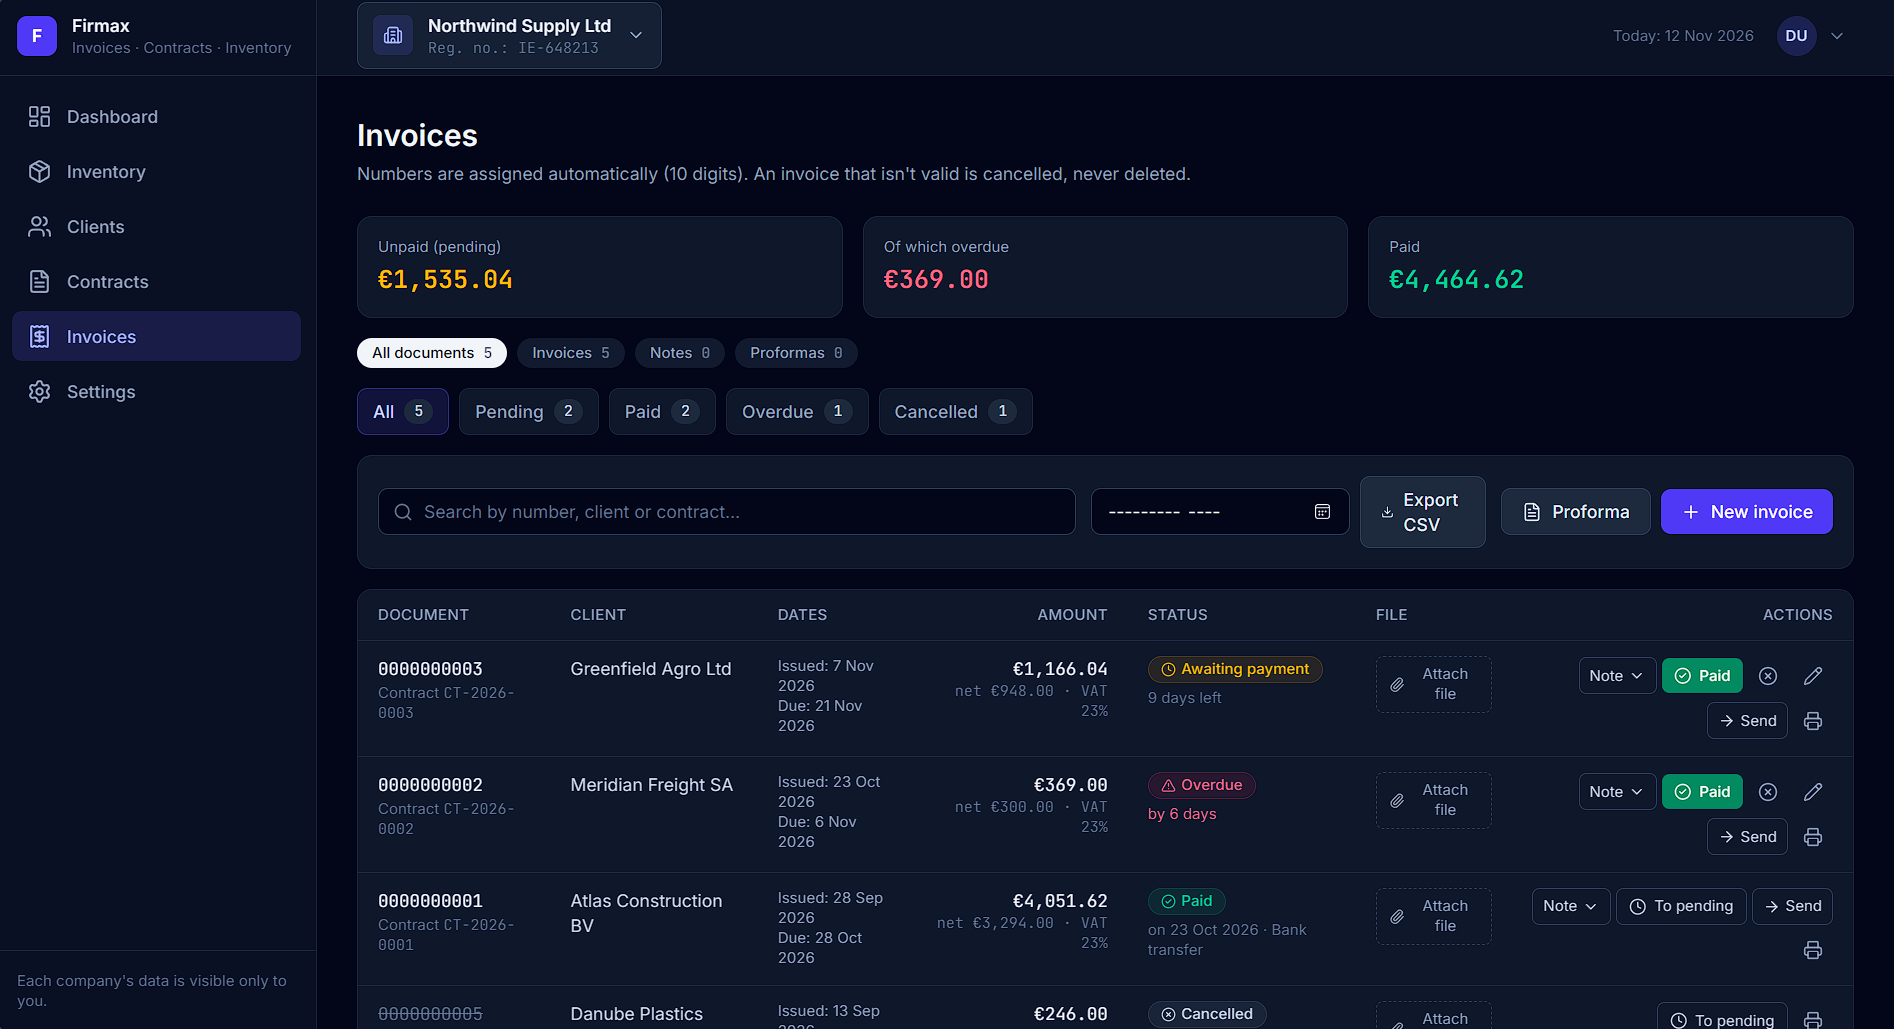 F
Firmax
Invoices · Contracts · Inventory
Northwind Supply Ltd
Reg. no.: IE-648213
Today: 12 Nov 2026
DU
Dashboard
Inventory
Clients
Contracts
Invoices
Settings
Each company's data is visible only to
you.
Invoices
Numbers are assigned automatically (10 digits). An invoice that isn't valid is cancelled, never deleted.
Unpaid (pending)
€1,535.04
Of which overdue
€369.00
Paid
€4,464.62
All documents 5
Invoices 5
Notes 0
Proformas 0
All 5
Pending 2
Paid 2
Overdue 1
Cancelled 1
Search by number, client or contract...
--------- ----
Export
CSV
Proforma
New invoice
DOCUMENT CLIENT DATES AMOUNT STATUS FILE ACTIONS
0000000003
Contract CT-2026-
0003
Greenfield Agro Ltd
Issued: 7 Nov
2026
Due: 21 Nov
2026
€1,166.04
net €948.00 · VAT
23%
Awaiting payment
9 days left
Attach
file
Note
Paid
Send
0000000002
Contract CT-2026-
0002
Meridian Freight SA
Issued: 23 Oct
2026
Due: 6 Nov
2026
€369.00
net €300.00 · VAT
23%
Overdue
by 6 days
Attach
file
Note
Paid
Send
0000000001
Contract CT-2026-
0001
Atlas Construction
BV
Issued: 28 Sep
2026
Due: 28 Oct
2026
€4,051.62
net €3,294.00 · VAT
23%
Paid
on 23 Oct 2026 · Bank
transfer
Attach
file
Note
To pending
Send
0000000005
Danube Plastics
Issued: 13 Sep
2026
€246.00
Cancelled
Attach
To pending